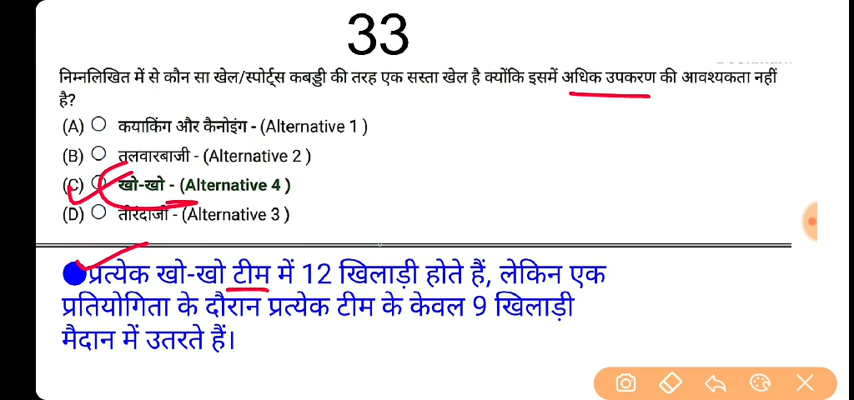 33
निम्नलिखित में से कौन सा खेल/स्पोर्ट्स कबड्डी की तरह एक सस्ता खेल है क्योंकि इसमें अधिक उपकरण की आवश्यकता नहीं
है?
(A) कयाकिंग और कैनोइंग - (Alternative 1 )
(B) तलवारबाजी - (Alternative 2 )
(C) खो-खो - (Alternative 4 )
(D) तीरंदाजी - (Alternative 3 )
प्रत्येक खो-खो टीम में 12 खिलाड़ी होते हैं, लेकिन एक
प्रतियोगिता के दौरान प्रत्येक टीम के केवल 9 खिलाड़ी
मैदान में उतरते हैं।